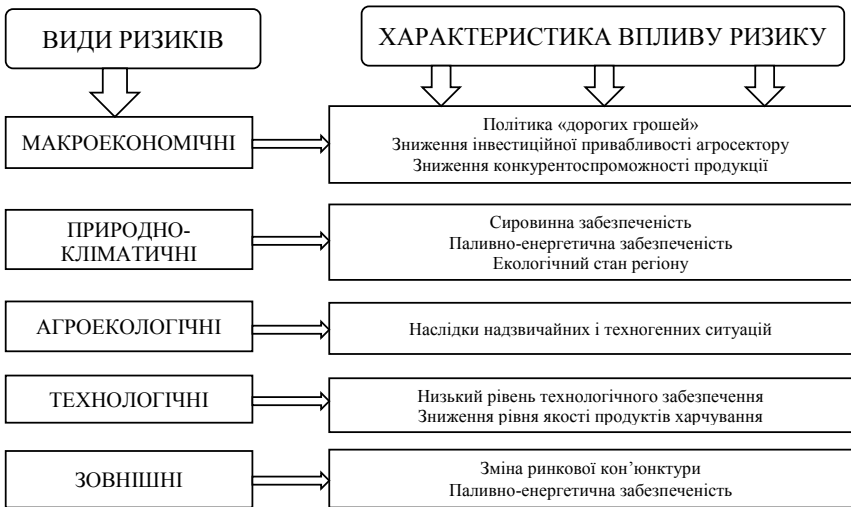 ВИДИ РИЗИКІВ
ХАРАКТЕРИСТИКА ВПЛИВУ РИЗИКУ
МАКРОЕКОНОМІЧНІ
Політика «дорогих грошей»
Зниження інвестиційної привабливості агросектору
Зниження конкурентоспроможності продукції
ПРИРОДНО-
КЛІМАТИЧНІ
Сировинна забезпеченість
Паливно-енергетична забезпеченість
Екологічний стан регіону
АГРОЕКОЛОГІЧНІ
Наслідки надзвичайних і техногенних ситуацій
ТЕХНОЛОГІЧНІ
Низький рівень технологічного забезпечення
Зниження рівня якості продуктів харчування
ЗОВНІШНІ
Зміна ринкової кон’юнктури
Паливно-енергетична забезпеченість